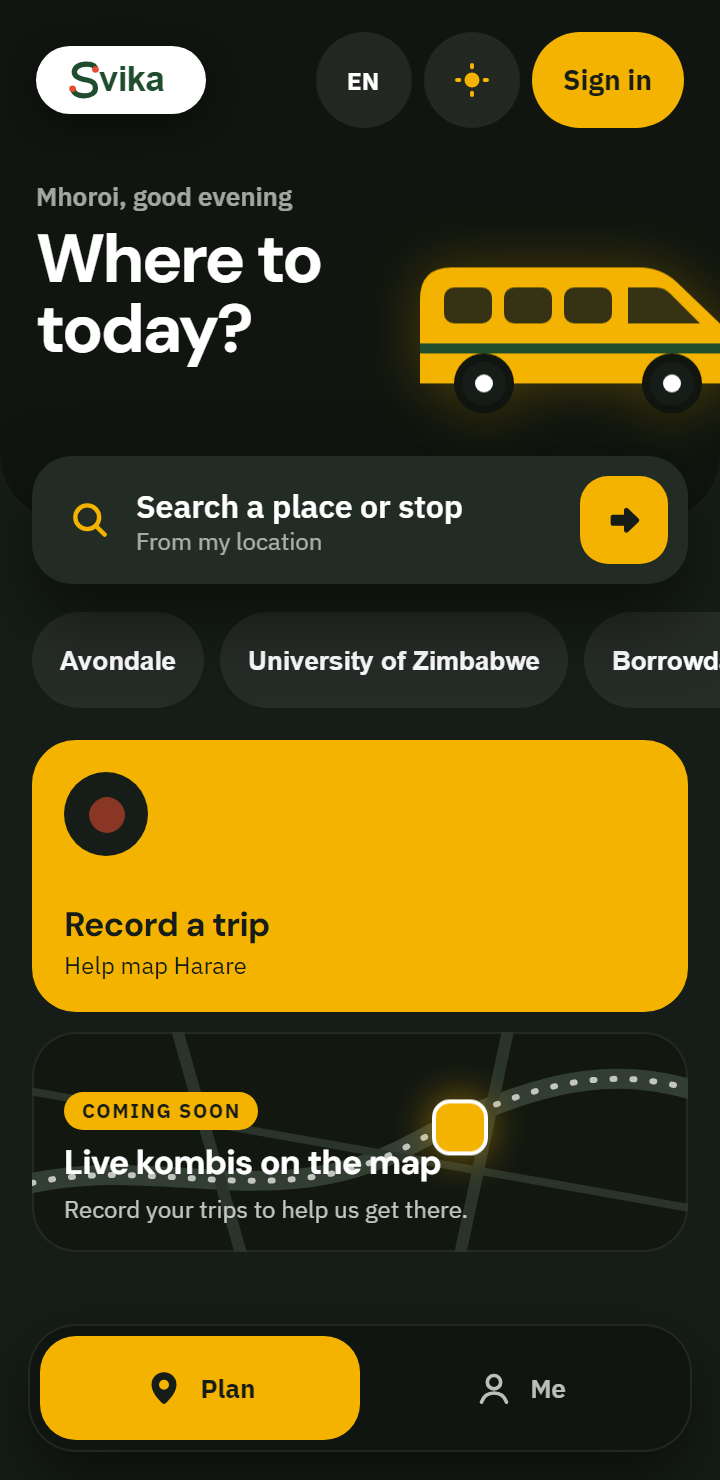 Svika
EN
Sign in
Mhoroi, good evening
Where to
today?
Search a place or stop
From my location
Avondale
University of Zimbabwe
Record a trip
Help map Harare
COMING SOON
Live kombis on the map
Record your trips to help us get there.
Plan
Me